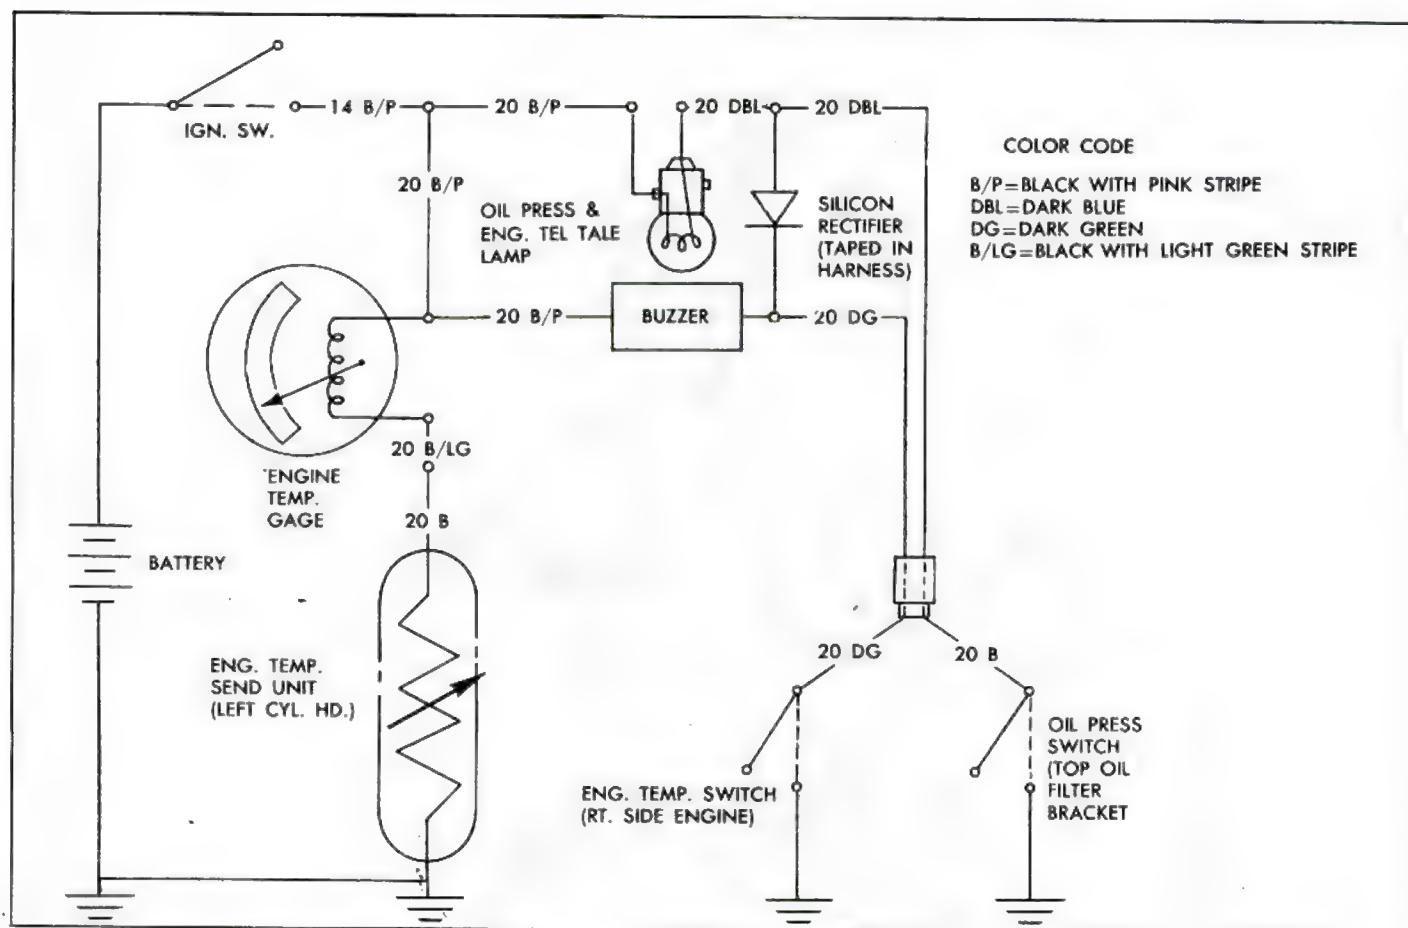 14 B/P
20 B/P
20 DBL
20 DBL
IGN. SW.
COLOR CODE
B/P=BLACK WITH PINK STRIPE
DBL=DARK BLUE
DG=DARK GREEN
B/LG=BLACK WITH LIGHT GREEN STRIPE
20 B/P
OIL PRESS &
ENG. TEL TALE
LAMP
SILICON
RECTIFIER
(TAPED IN
HARNESS)
20 B/P
BUZZER
20 DG
20 B/LG
ENGINE
TEMP.
GAGE
20 B
BATTERY
ENG. TEMP.
SEND UNIT
(LEFT CYL. HD.)
20 DG
20 B
OIL PRESS
SWITCH
(TOP OIL
FILTER
BRACKET
ENG. TEMP. SWITCH
(RT. SIDE ENGINE)